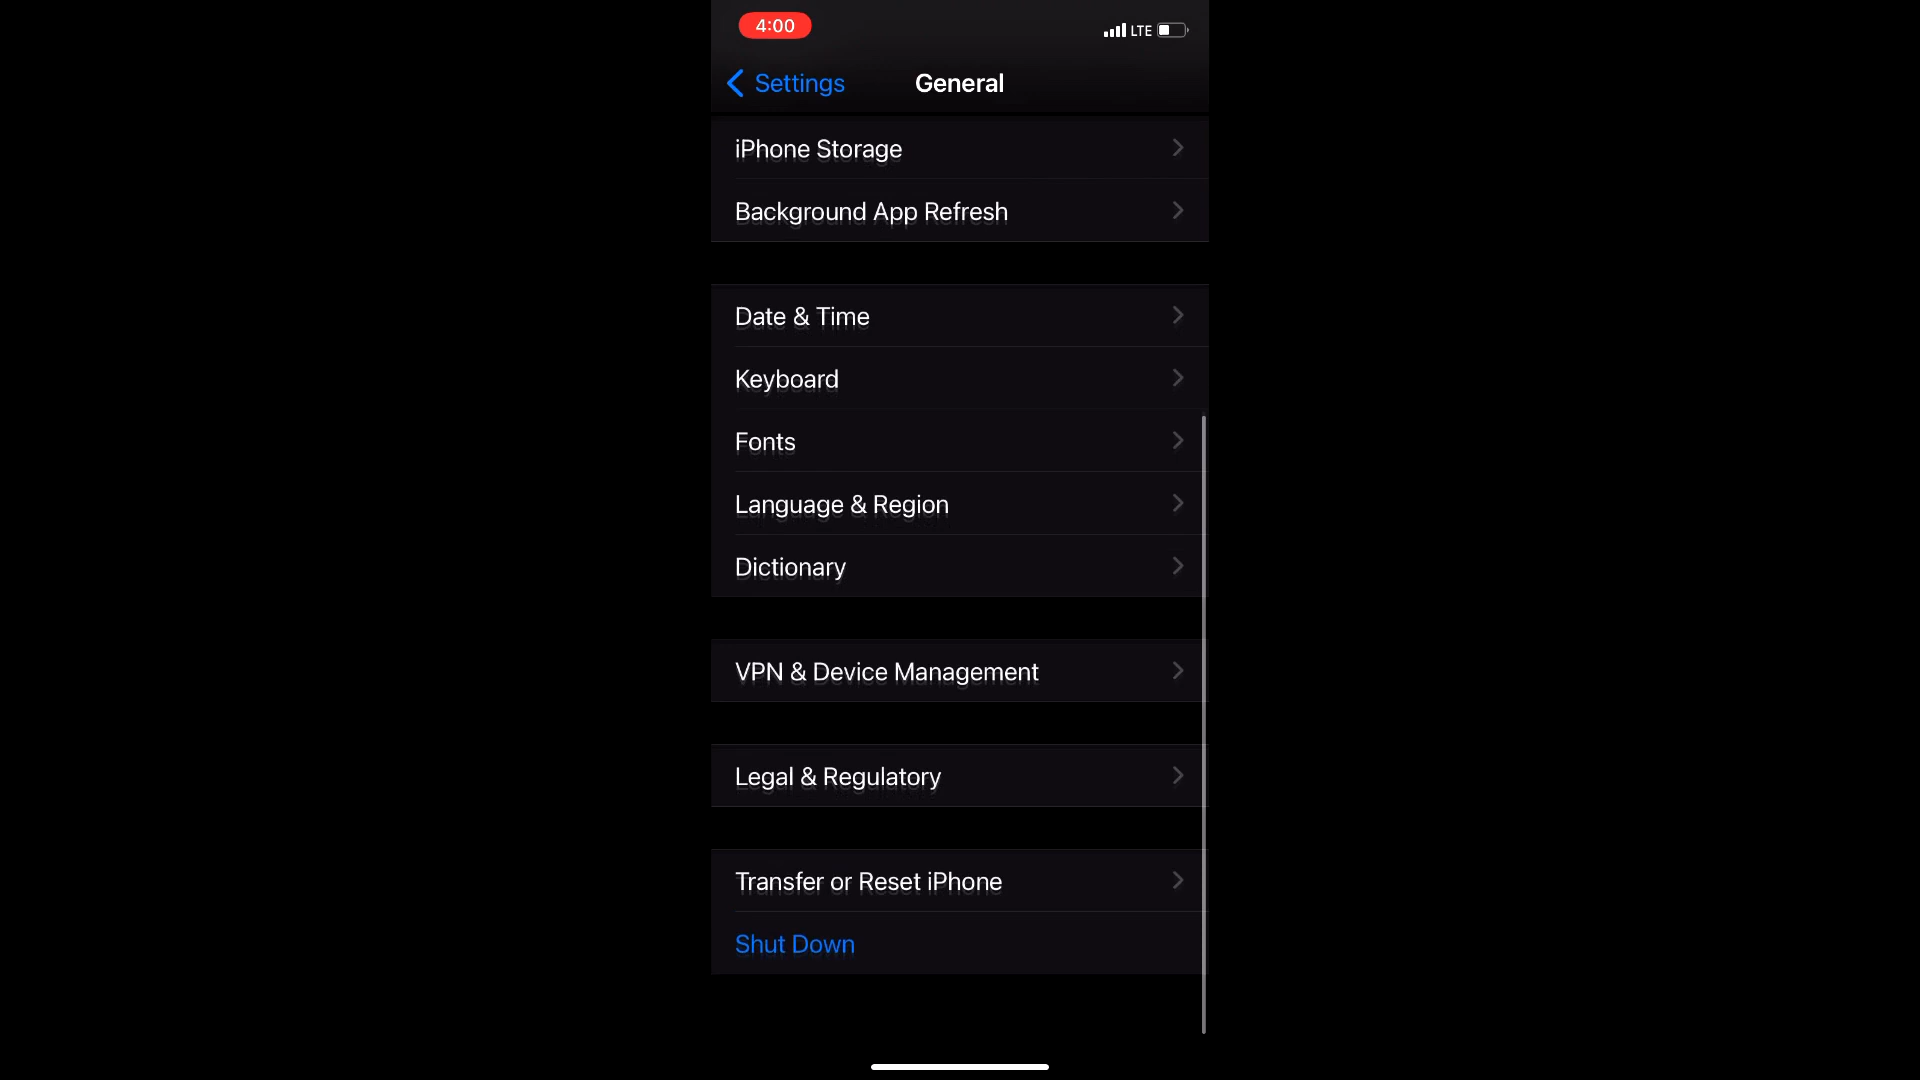 4:00
LTE
Settings
General
iPhone Storage
Background App Refresh
Date & Time
Keyboard
Fonts
Language & Region
Dictionary
VPN & Device Management
Legal & Regulatory
Transfer or Reset iPhone
Shut Down